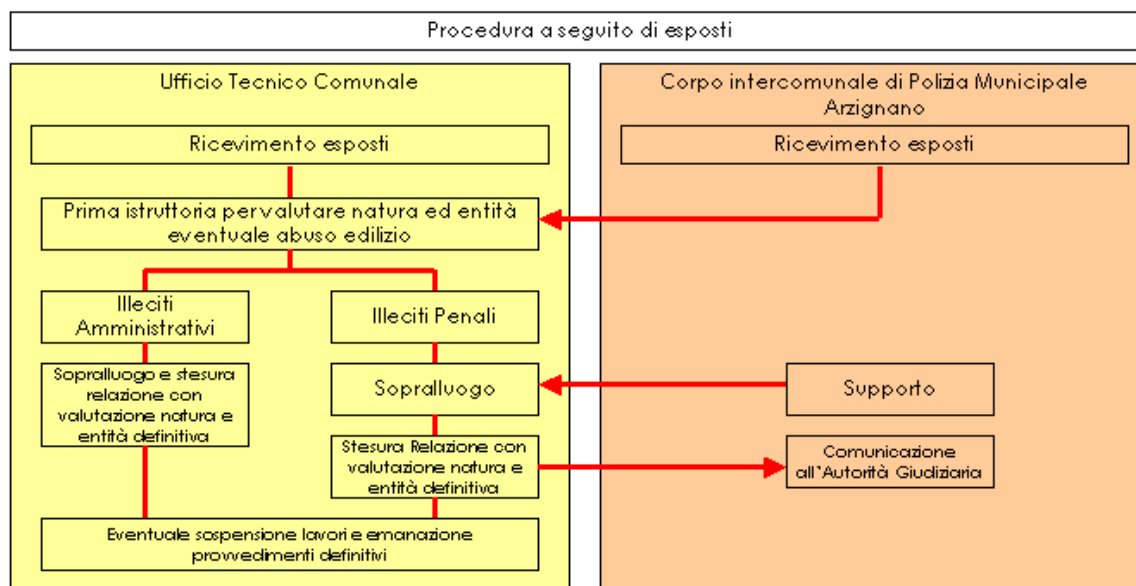 Procedura a seguito di esposti
Ufficio Tecnico Comunale
Corpo intercomunale di Polizia Municipale
Arzignano
Ricevimento esposti
Ricevimento esposti
Prima istruttoria per valutare natura ed entità
eventuale abuso edilizio
Illeciti
Amministrativi
Illeciti Penali
Sopralluogo e stesura
relazione con
valutazione natura e
entità definitiva
Sopralluogo
Supporto
Stesura Relazione con
valutazione natura e
entità definitiva
Comunicazione
all'Autorità Giudiziaria
Eventuale sospensione lavori e emanazione
provvedimenti definitivi